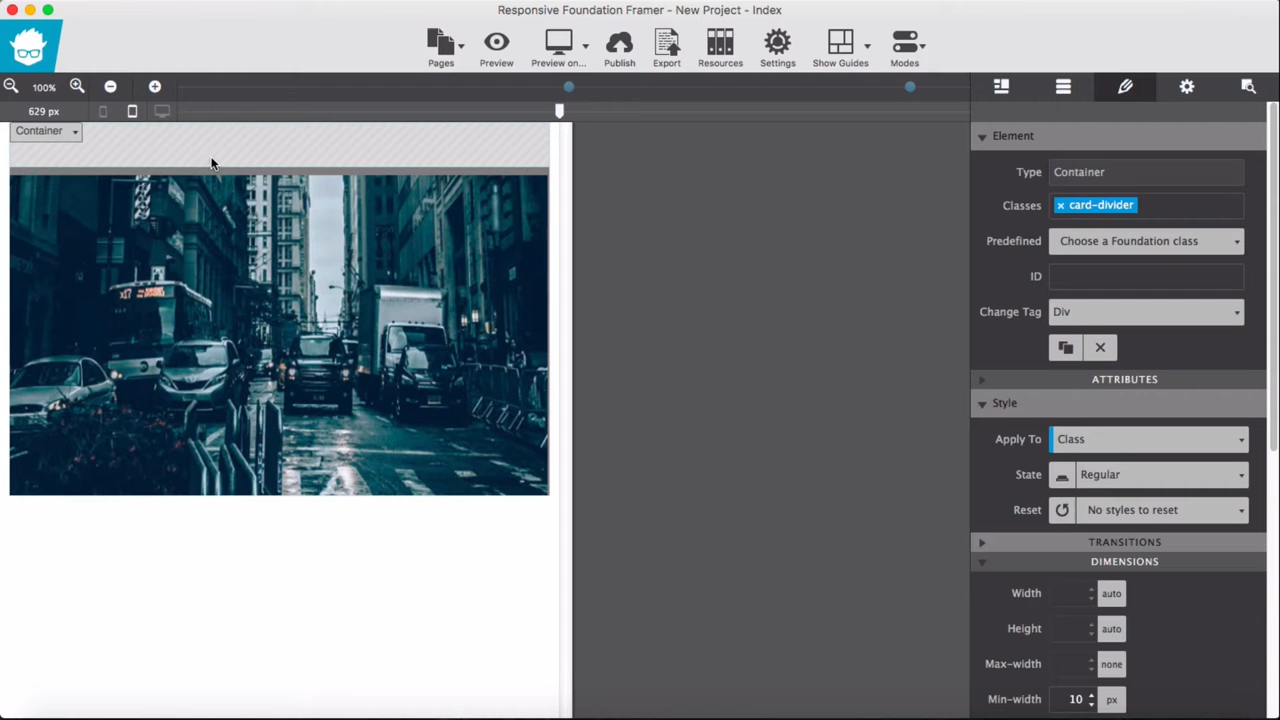 Responsive Foundation Framer - New Project - Index
Pages
Preview
Preview on...
Publish
Export
Resources
Settings
Show Guides
Modes
100%
629 px
Container
X17
Element
Type Container
Classes × card-divider
Predefined Choose a Foundation class
ID
Change Tag Div
ATTRIBUTES
Style
Apply To Class
State Regular
Reset No styles to reset
TRANSITIONS
DIMENSIONS
Width auto
Height auto
Max-width none
Min-width 10 px